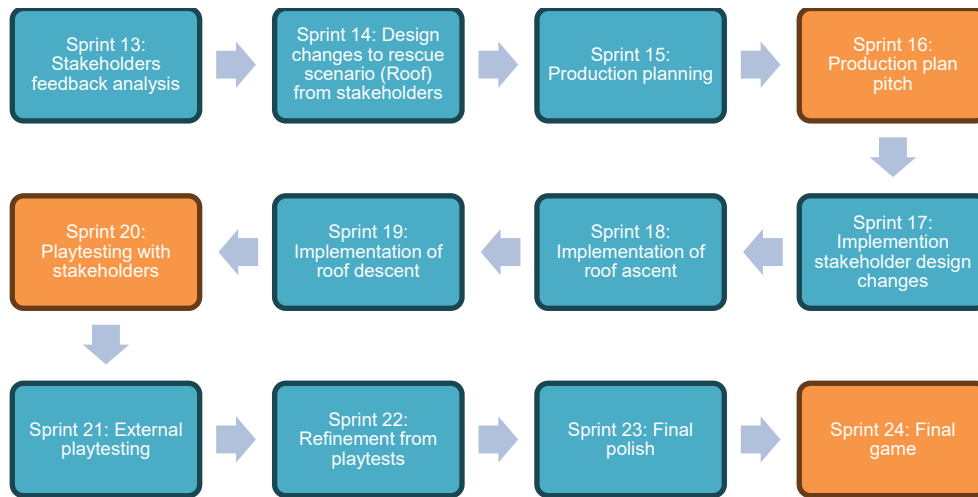 Sprint 13:
Stakeholders
feedback analysis
Sprint 14: Design
changes to rescue
scenario (Roof)
from stakeholders
Sprint 15:
Production planning
Sprint 16:
Production plan
pitch
Sprint 17:
Implemention
stakeholder design
changes
Sprint 18:
Implementation of
roof ascent
Sprint 19:
Implementation of
roof descent
Sprint 20:
Playtesting with
stakeholders
Sprint 21: External
playtesting
Sprint 22:
Refinement from
playtests
Sprint 23: Final
polish
Sprint 24: Final
game